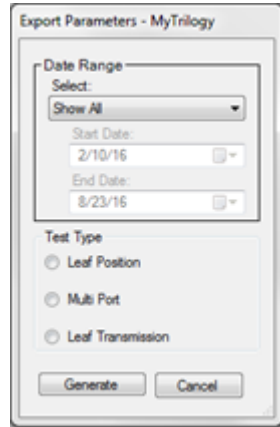 Export Parameters - MyTrilogy
Date Range
Select:
Show All
Start Date:
2/10/16
End Date:
8/23/16
Test Type
Leaf Position
Multi Port
Leaf Transmission
Generate Cancel